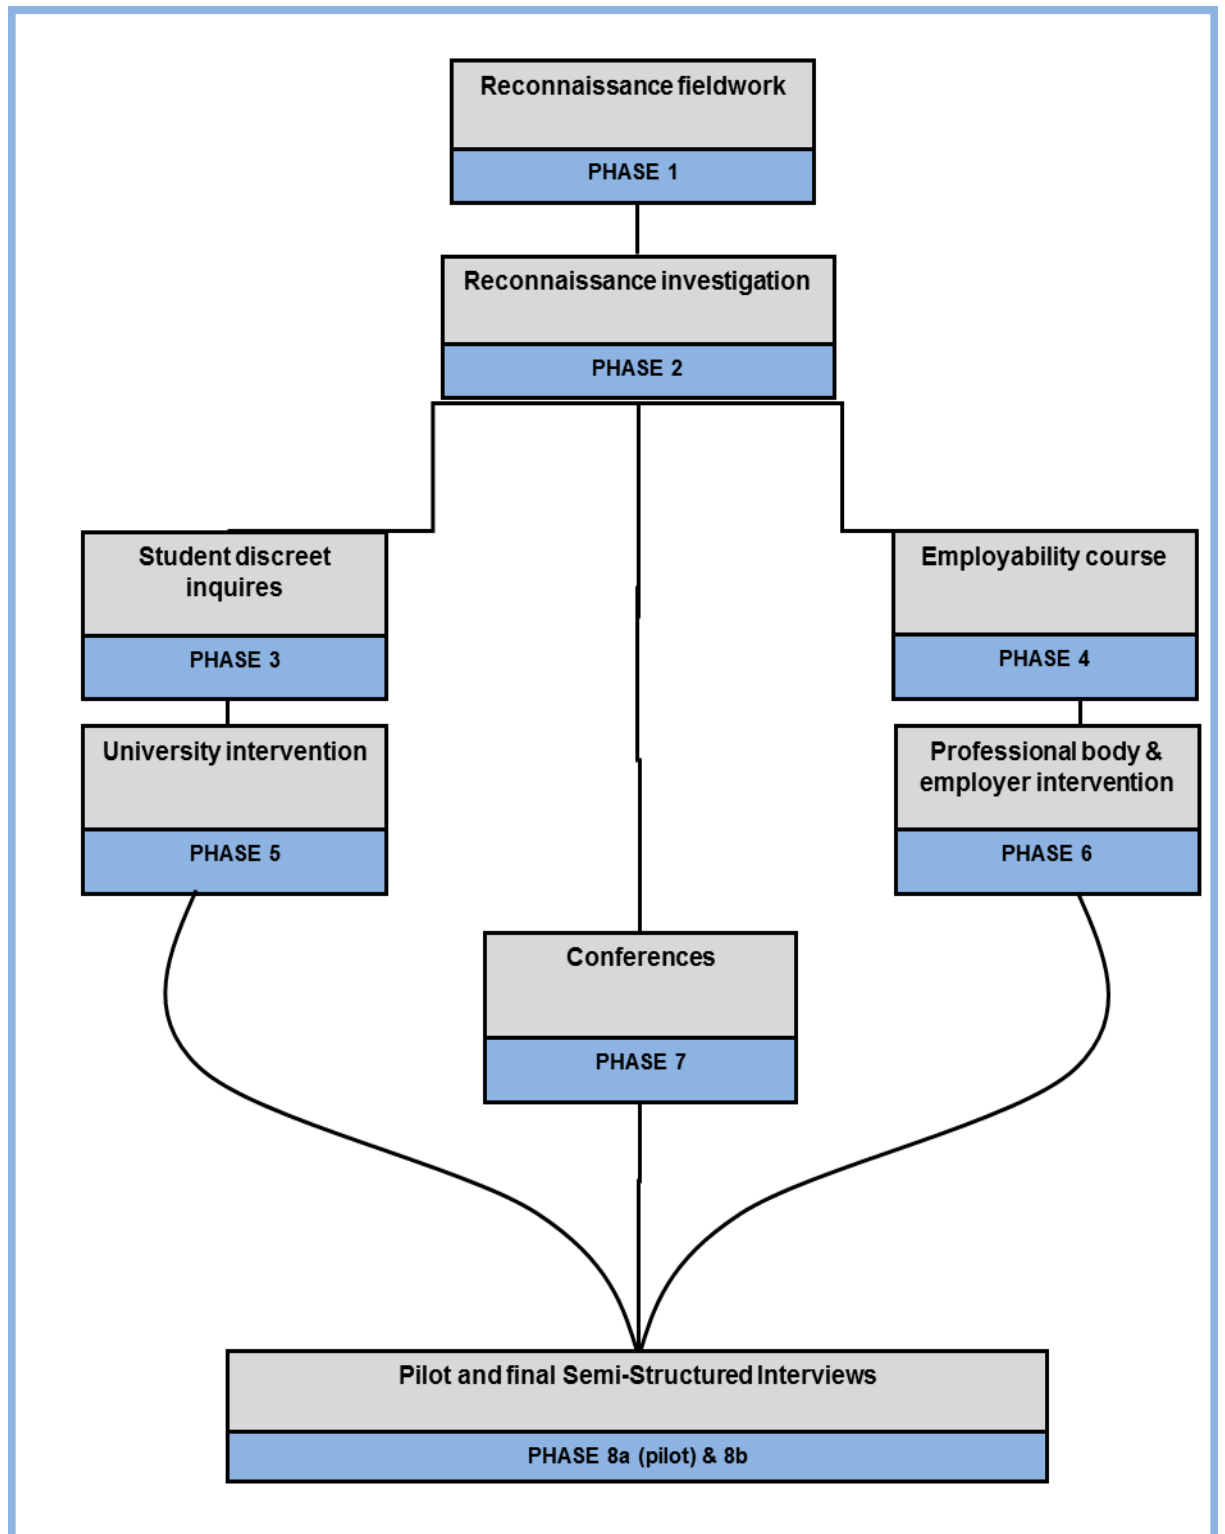 Reconnaissance fieldwork
PHASE 1
Reconnaissance investigation
PHASE 2
Student discreet
inquires
PHASE 3
Employability course
PHASE 4
University intervention
PHASE 5
Professional body &
employer intervention
PHASE 6
Conferences
PHASE 7
Pilot and final Semi-Structured Interviews
PHASE 8a (pilot) & 8b